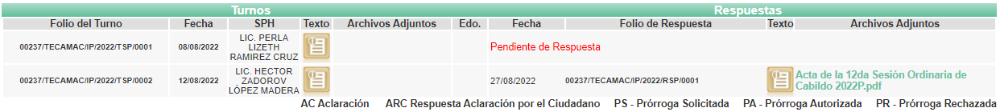 Turnos Respuestas
Folio del Turno Fecha SPH Texto Archivos Adjuntos Edo. Fecha Folio de Respuesta Texto Archivos Adjuntos
LIC. PERLA
00237/TECAMAC/IP/2022/TSP/0001 08/08/2022 LIZETH Pendiente de Respuesta
RAMIREZ CRUZ
LIC. HECTOR Acta de la 12da Sesión Ordinaria de
00237/TECAMAC/IP/2022/TSP/0002 12/08/2022 ZADOROV 27/08/2022 00237/TECAMAC/IP/2022/RSP/0001
LÓPEZ MADERA Cabildo 2022P.pdf
AC Aclaración ARC Respuesta Aclaración por el Ciudadano PS - Prórroga Solicitada PA - Prórroga Autorizada PR - Prórroga Rechazada